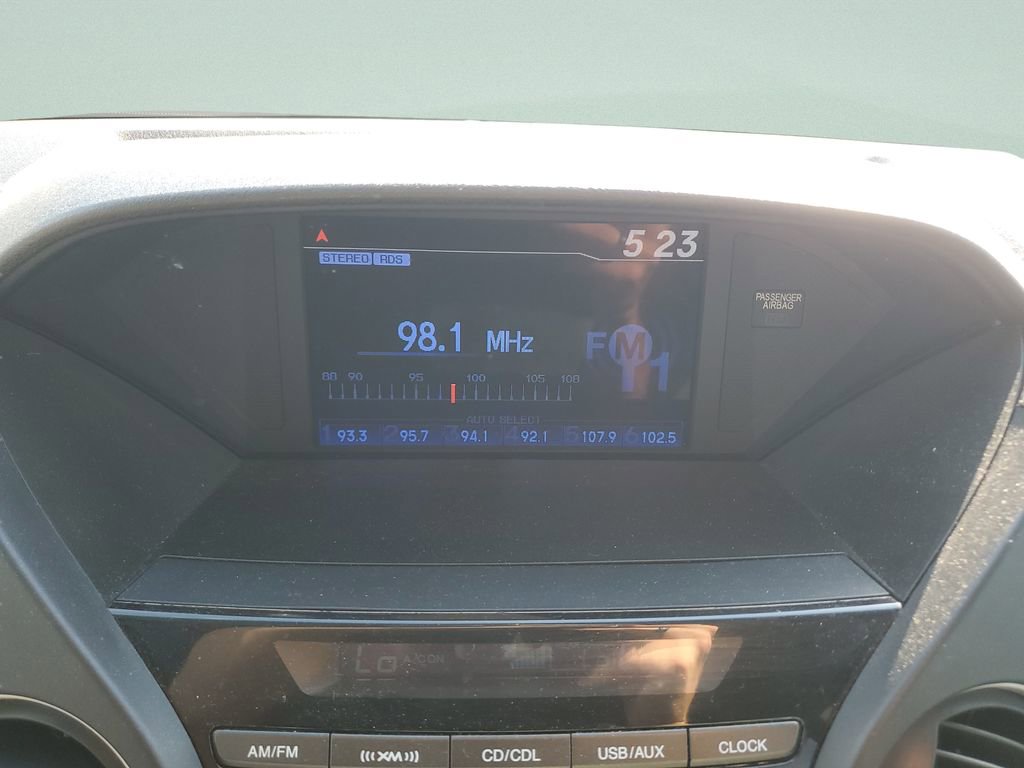 5 23
STEREO RDS
PASSENGER
AIRBAG
98.1 MHz
FM1
88 90 95 100 105 108
AUTO SELECT
1 93.3 2 95.7 3 94.1 4 92.1 5 107.9 6 102.5
Lo A/CON
AM/FM XM CD/CDL USB/AUX CLOCK